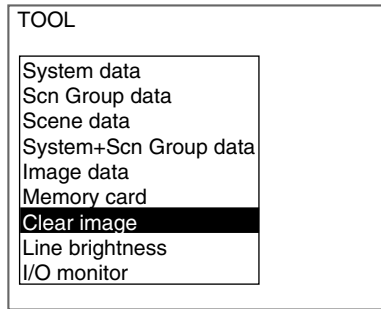 TOOL
System data
Scn Group data
Scene data
System+Scn Group data
Image data
Memory card
Clear image
Line brightness
I/O monitor